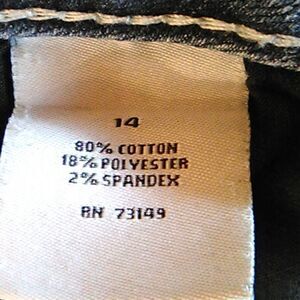 14
80% COTTON
18% POLYESTER
2% SPANDEX
RN 73149